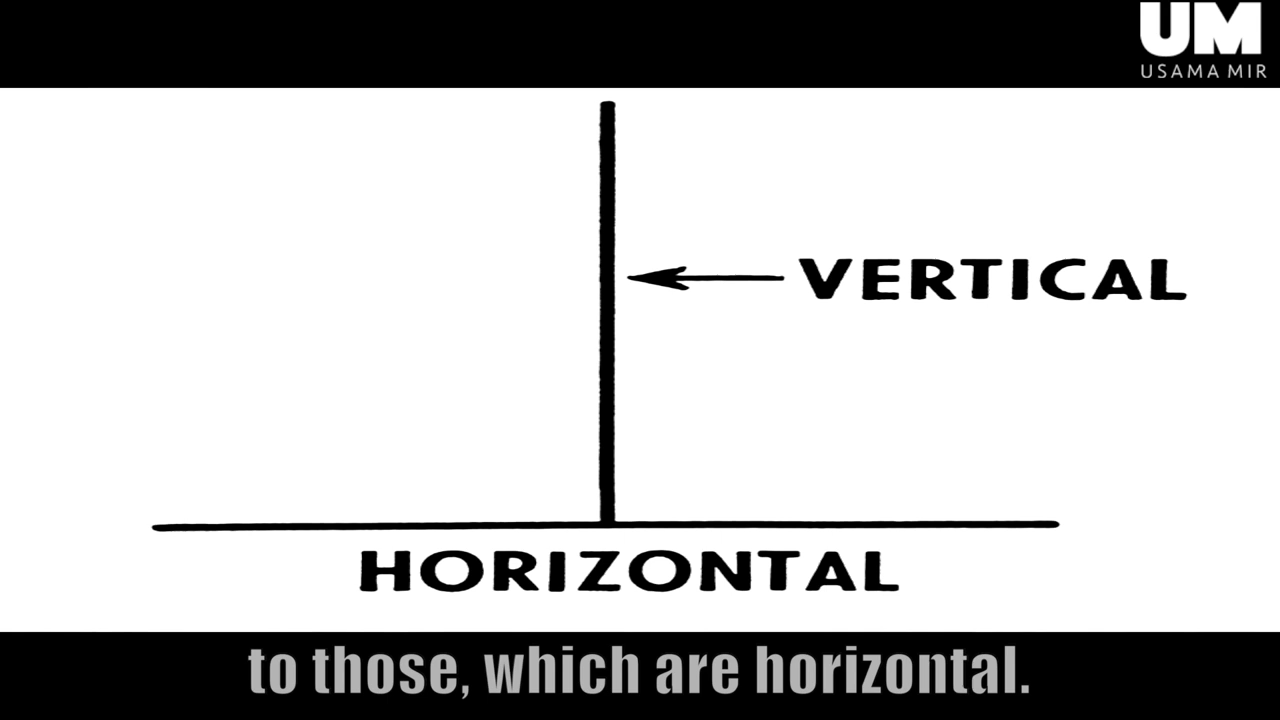 UM
USAMA MIR
VERTICAL
HORIZONTAL
to those, which are horizontal.